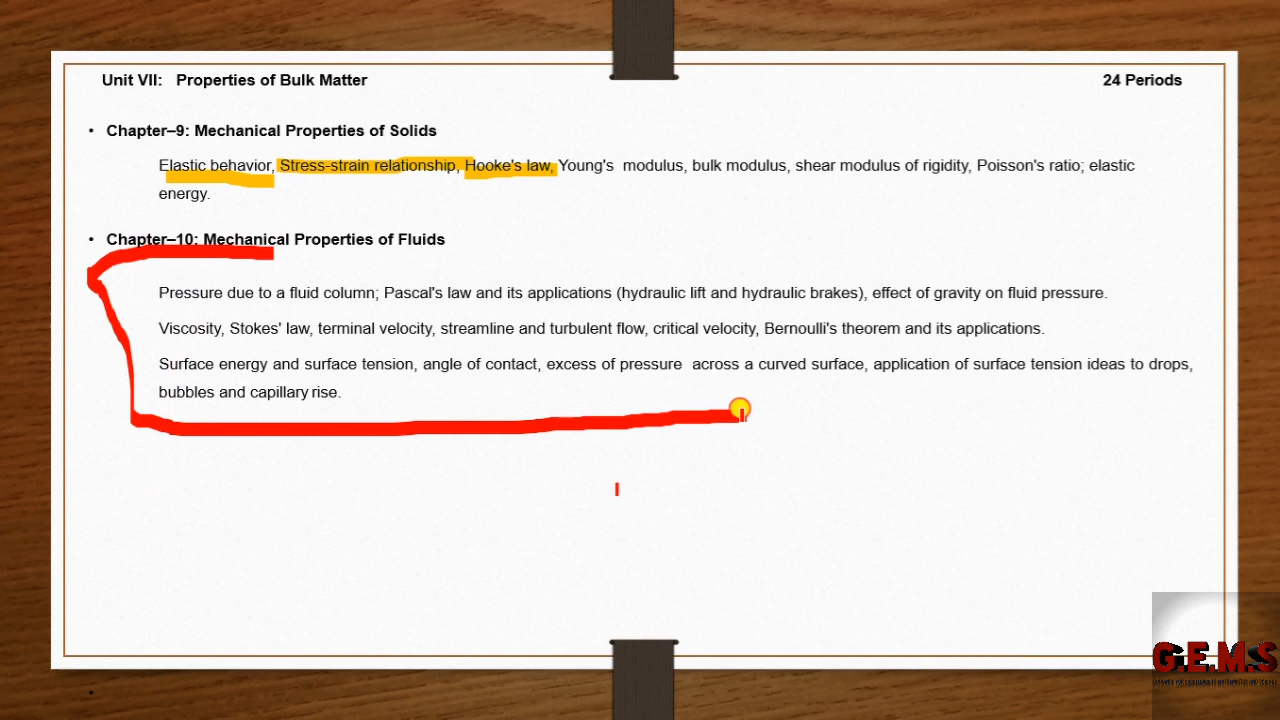 Unit VII: Properties of Bulk Matter 24 Periods
• Chapter–9: Mechanical Properties of Solids
Elastic behavior, Stress-strain relationship, Hooke's law, Young's modulus, bulk modulus, shear modulus of rigidity, Poisson's ratio; elastic
energy.
• Chapter–10: Mechanical Properties of Fluids
Pressure due to a fluid column; Pascal's law and its applications (hydraulic lift and hydraulic brakes), effect of gravity on fluid pressure.
Viscosity, Stokes' law, terminal velocity, streamline and turbulent flow, critical velocity, Bernoulli's theorem and its applications.
Surface energy and surface tension, angle of contact, excess of pressure across a curved surface, application of surface tension ideas to drops,
bubbles and capillary rise.
G.E.M.S